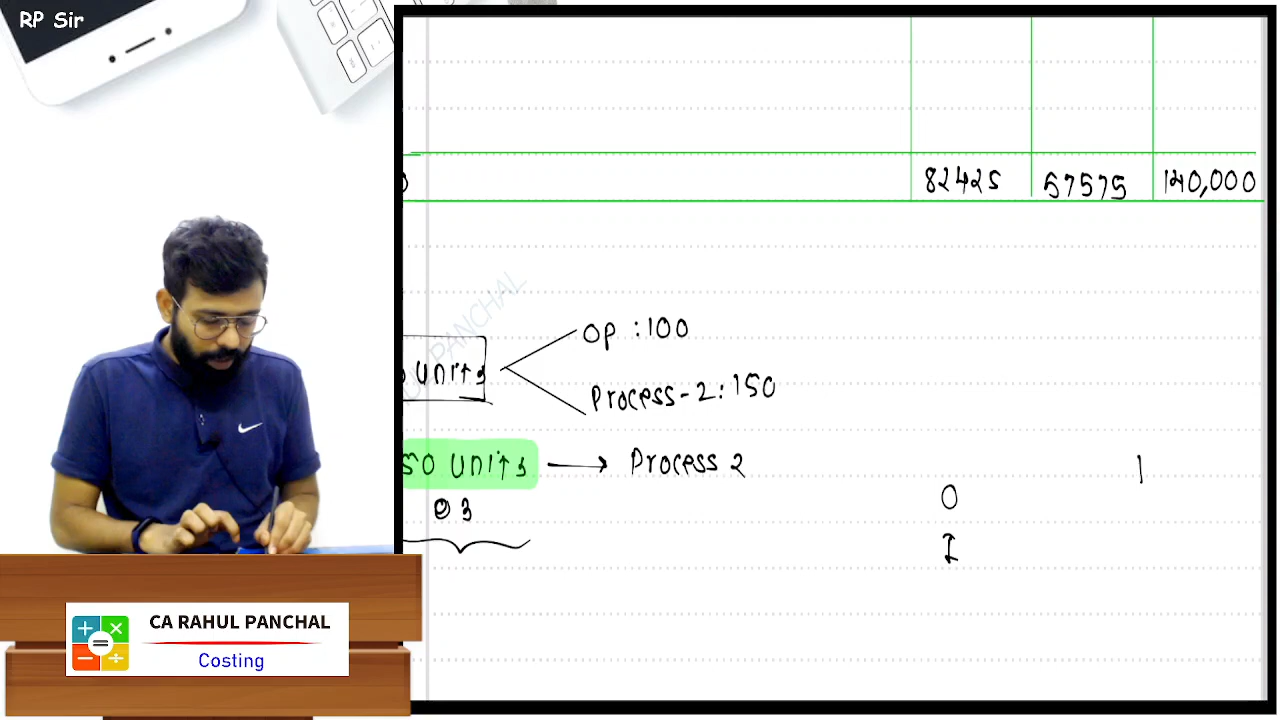 RP Sir
82425 57575 140,000
OP : 100
units
Process-2 : 150
50 units → Process 2
1
@ 3
O
I
PANCHAL
CA RAHUL PANCHAL
Costing